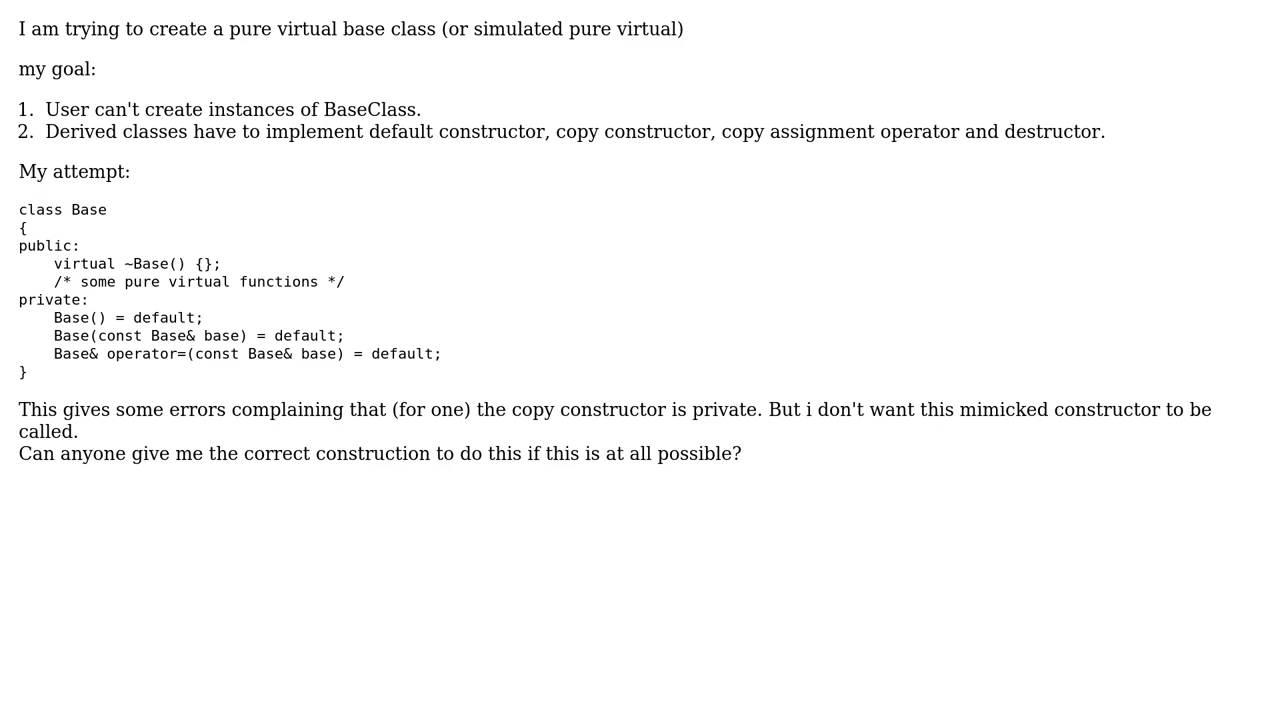 I am trying to create a pure virtual base class (or simulated pure virtual)
my goal:
1. User can't create instances of BaseClass.
2. Derived classes have to implement default constructor, copy constructor, copy assignment operator and destructor.
My attempt:
class Base
{
public:
    virtual ~Base() {};
    /* some pure virtual functions */
private:
    Base() = default;
    Base(const Base& base) = default;
    Base& operator=(const Base& base) = default;
}
This gives some errors complaining that (for one) the copy constructor is private. But i don't want this mimicked constructor to be
called.
Can anyone give me the correct construction to do this if this is at all possible?